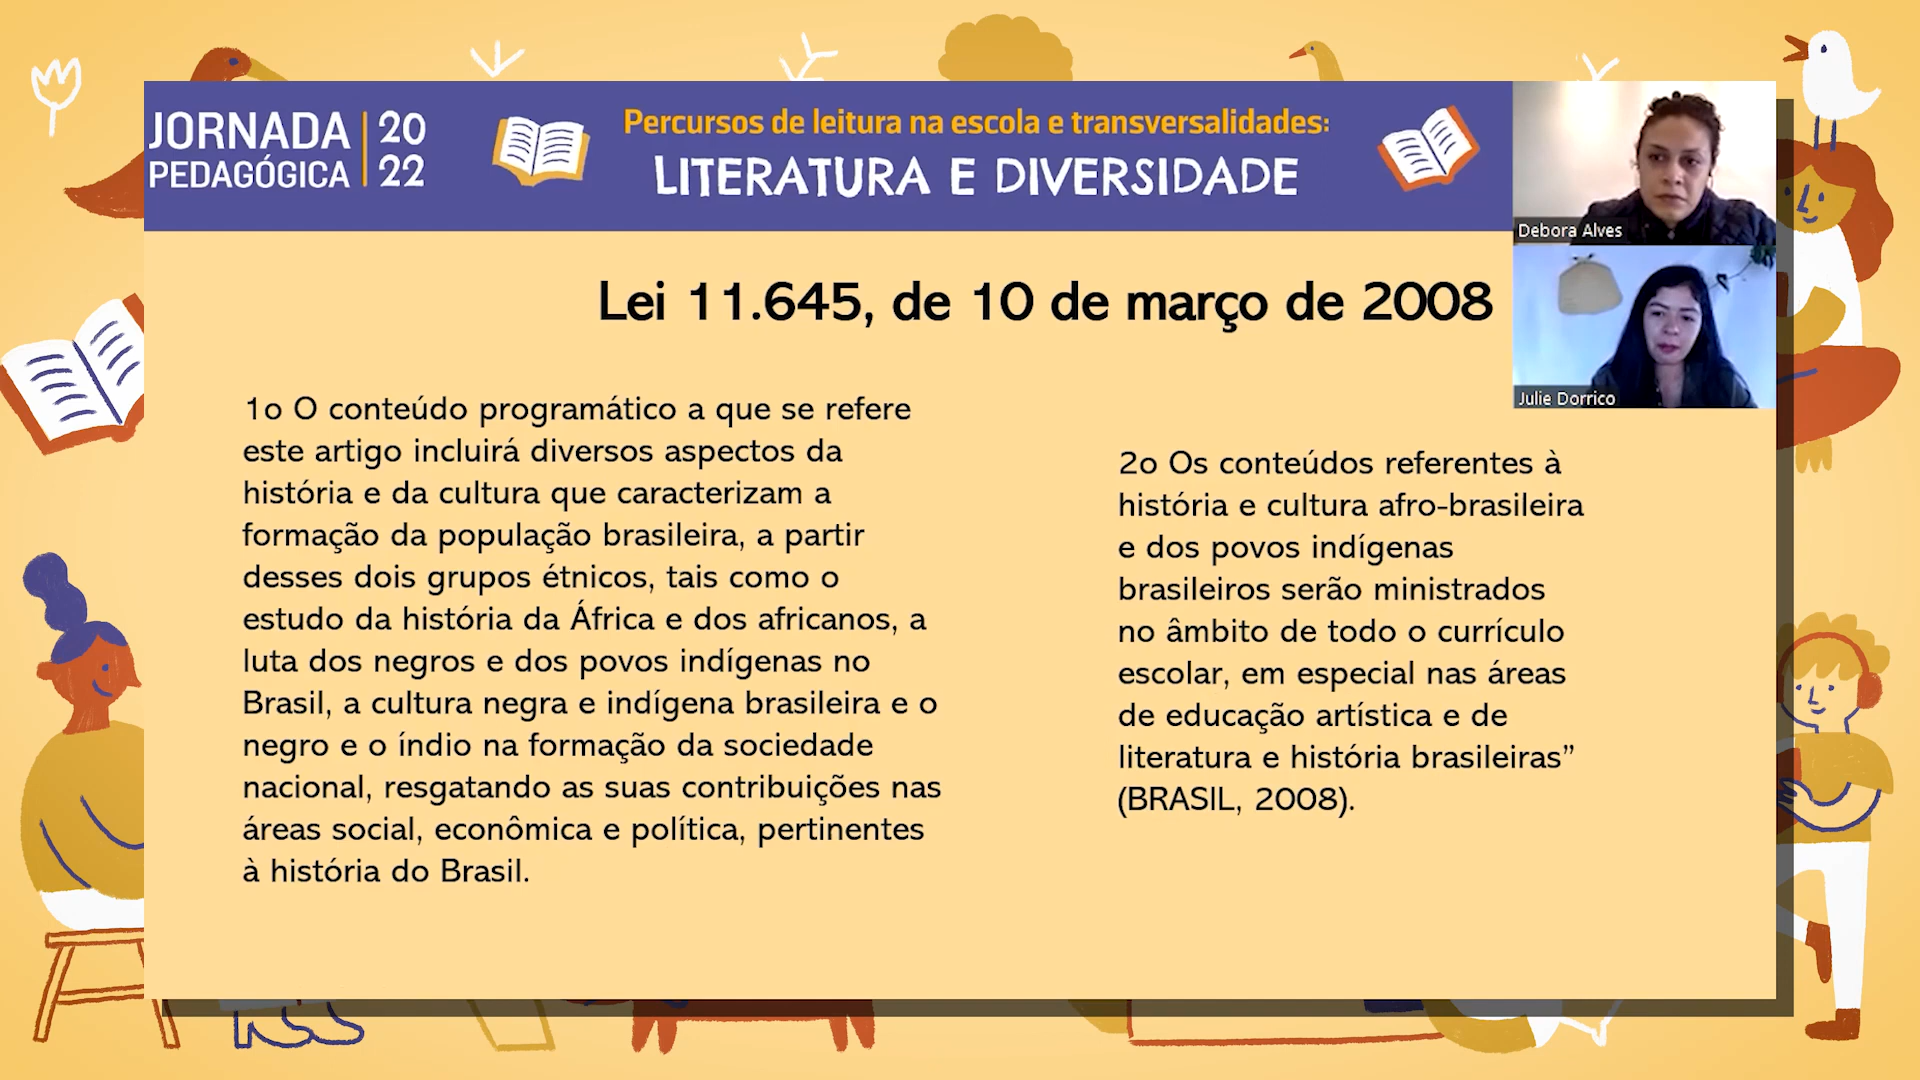 JORNADA
PEDAGÓGICA
20
22
Percursos de leitura na escola e transversalidades:
LITERATURA E DIVERSIDADE
Debora Alves
Lei 11.645, de 10 de março de 2008
Julie Dorrico
1o O conteúdo programático a que se refere
este artigo incluirá diversos aspectos da
história e da cultura que caracterizam a
formação da população brasileira, a partir
desses dois grupos étnicos, tais como o
estudo da história da África e dos africanos, a
luta dos negros e dos povos indígenas no
Brasil, a cultura negra e indígena brasileira e o
negro e o índio na formação da sociedade
nacional, resgatando as suas contribuições nas
áreas social, econômica e política, pertinentes
à história do Brasil.
2o Os conteúdos referentes à
história e cultura afro-brasileira
e dos povos indígenas
brasileiros serão ministrados
no âmbito de todo o currículo
escolar, em especial nas áreas
de educação artística e de
literatura e história brasileiras”
(BRASIL, 2008).